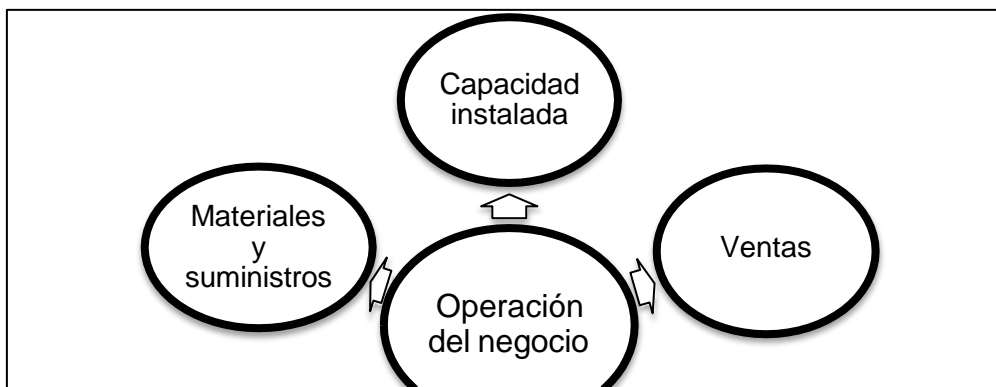 Capacidad
instalada
Materiales
y
suministros
Ventas
Operación
del negocio